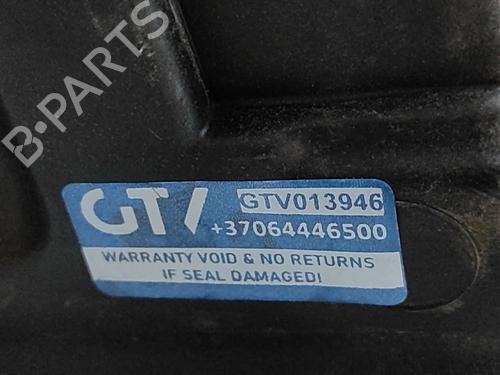 B-PARTS
GTV
GTV013946
+37064446500
WARRANTY VOID & NO RETURNS
IF SEAL DAMAGED!